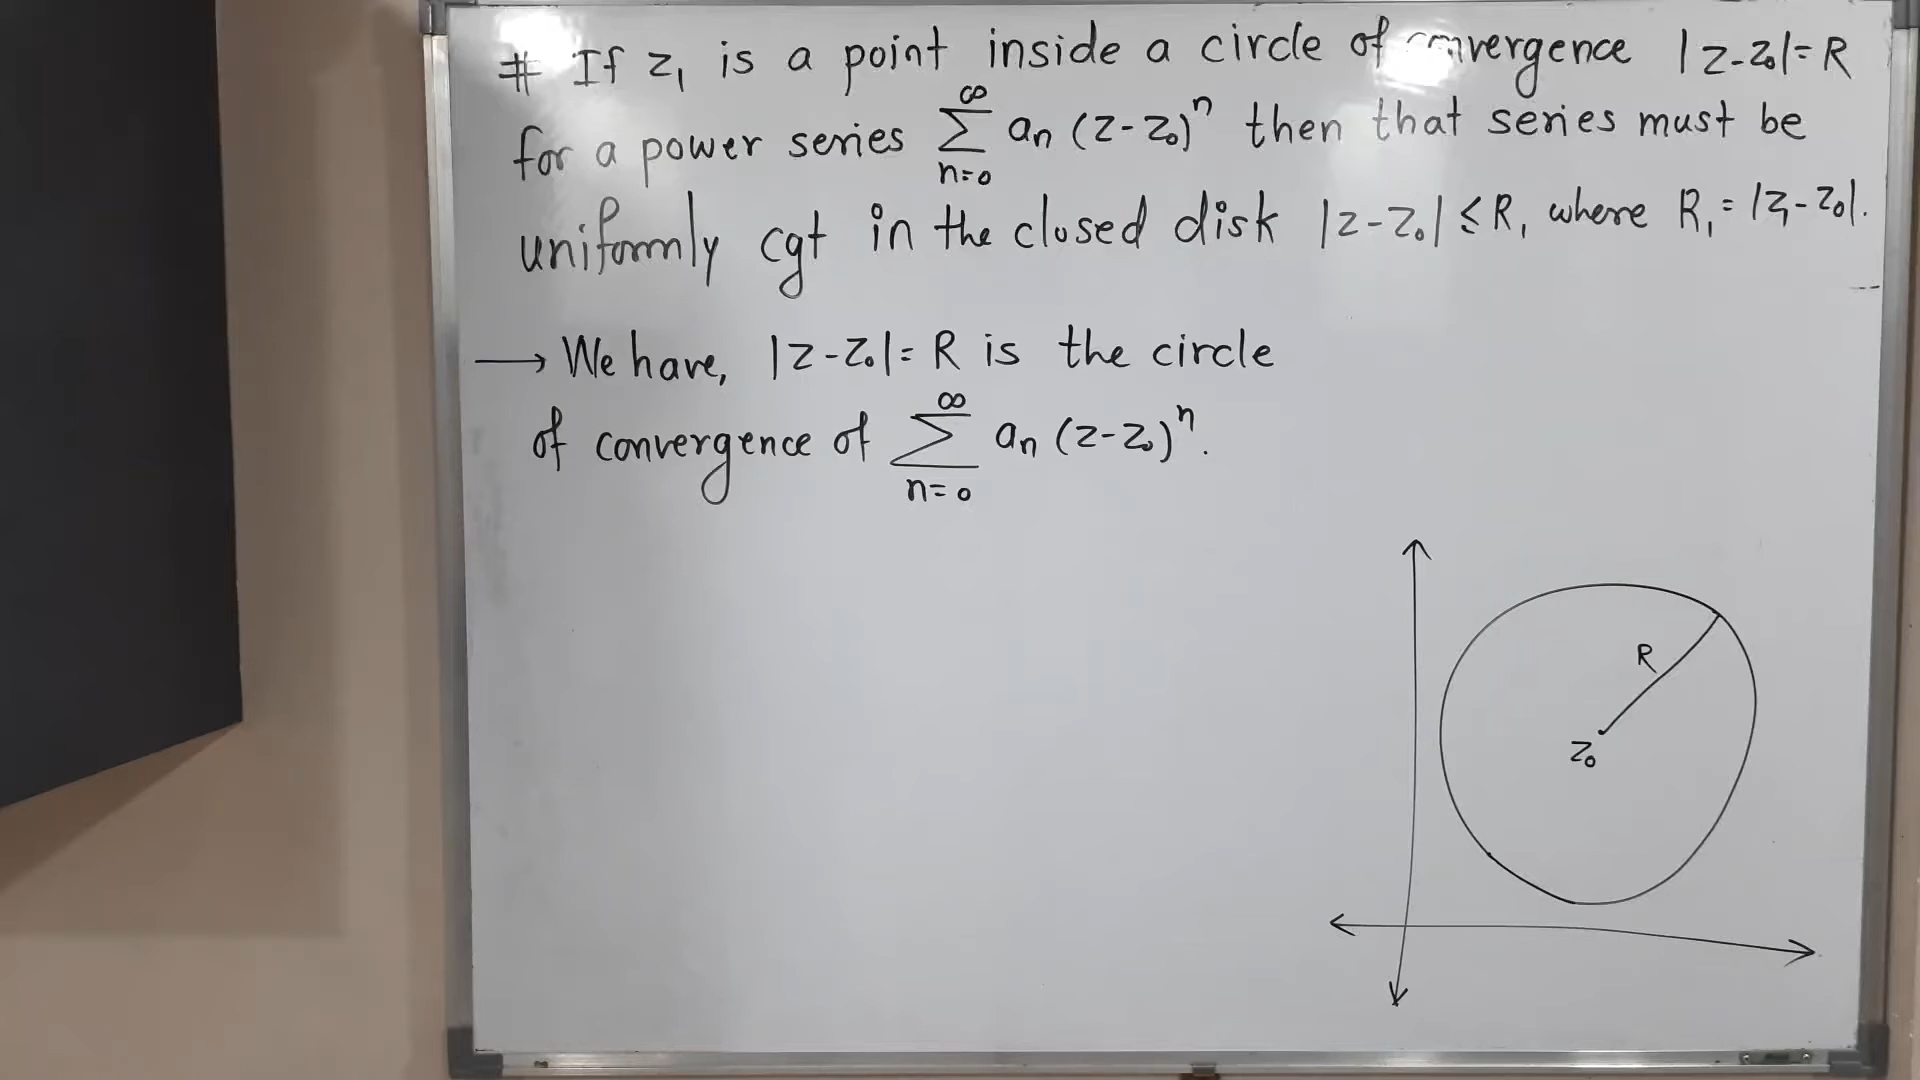 # If z₁ is a point inside a circle of convergence |z-z₀|=R
for a power series ∑_{n=0}^{∞} aₙ (z-z₀)ⁿ then that series must be
uniformly cgt in the closed disk |z-z₀| ≤ R₁ where R₁ = |z₁-z₀|.
→ We have, |z-z₀|= R is the circle
of convergence of ∑_{n=0}^{∞} aₙ (z-z₀)ⁿ.
R
z₀